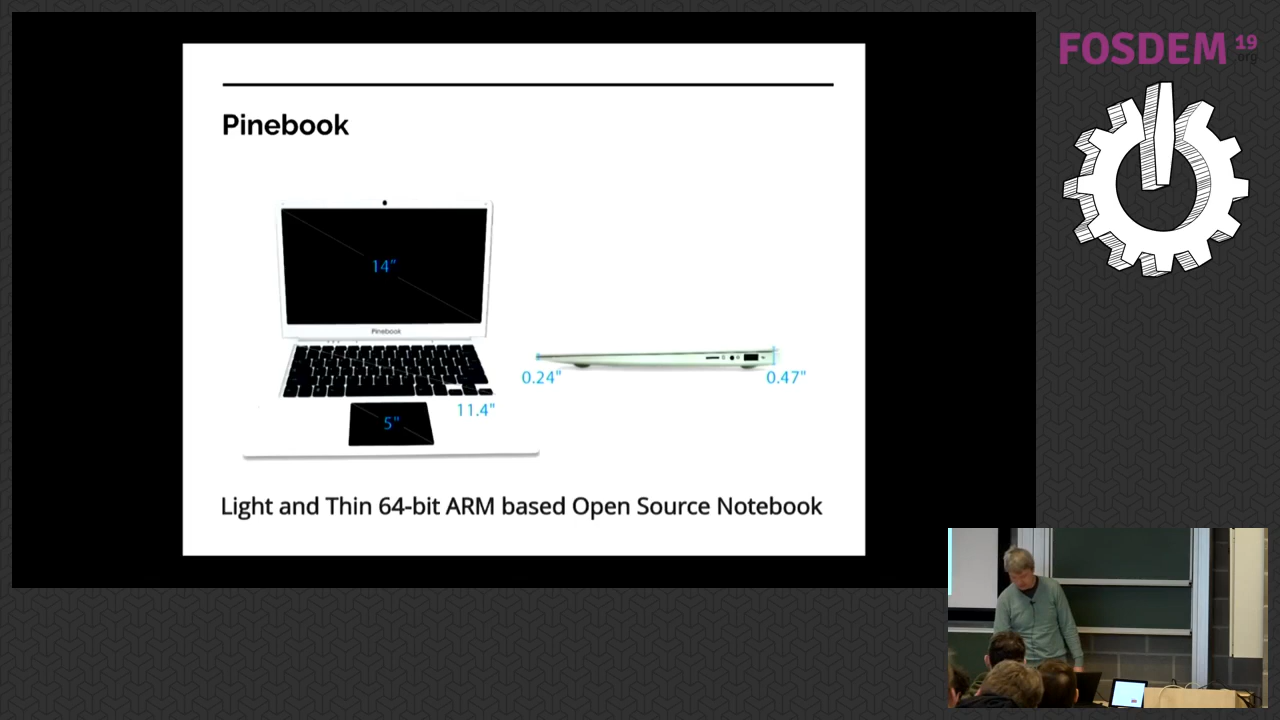 FOSDEM 19
.org
Pinebook
14"
Pinebook
0.24"
0.47"
11.4"
5"
Light and Thin 64-bit ARM based Open Source Notebook